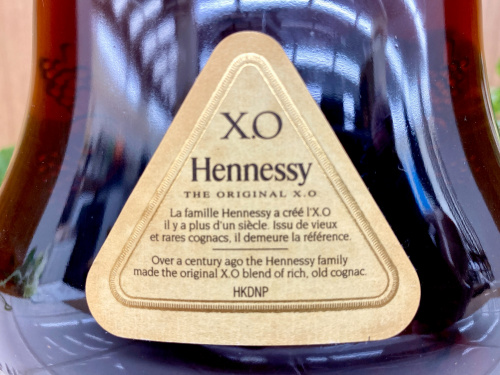 X.O
Hennessy
THE ORIGINAL X.O
La famille Hennessy a créé l'X.O
il y a plus d'un siècle. Issu de vieux
et rares cognacs, il demeure la référence.
Over a century ago the Hennessy family
made the original X.O blend of rich, old cognac.
HKDNP